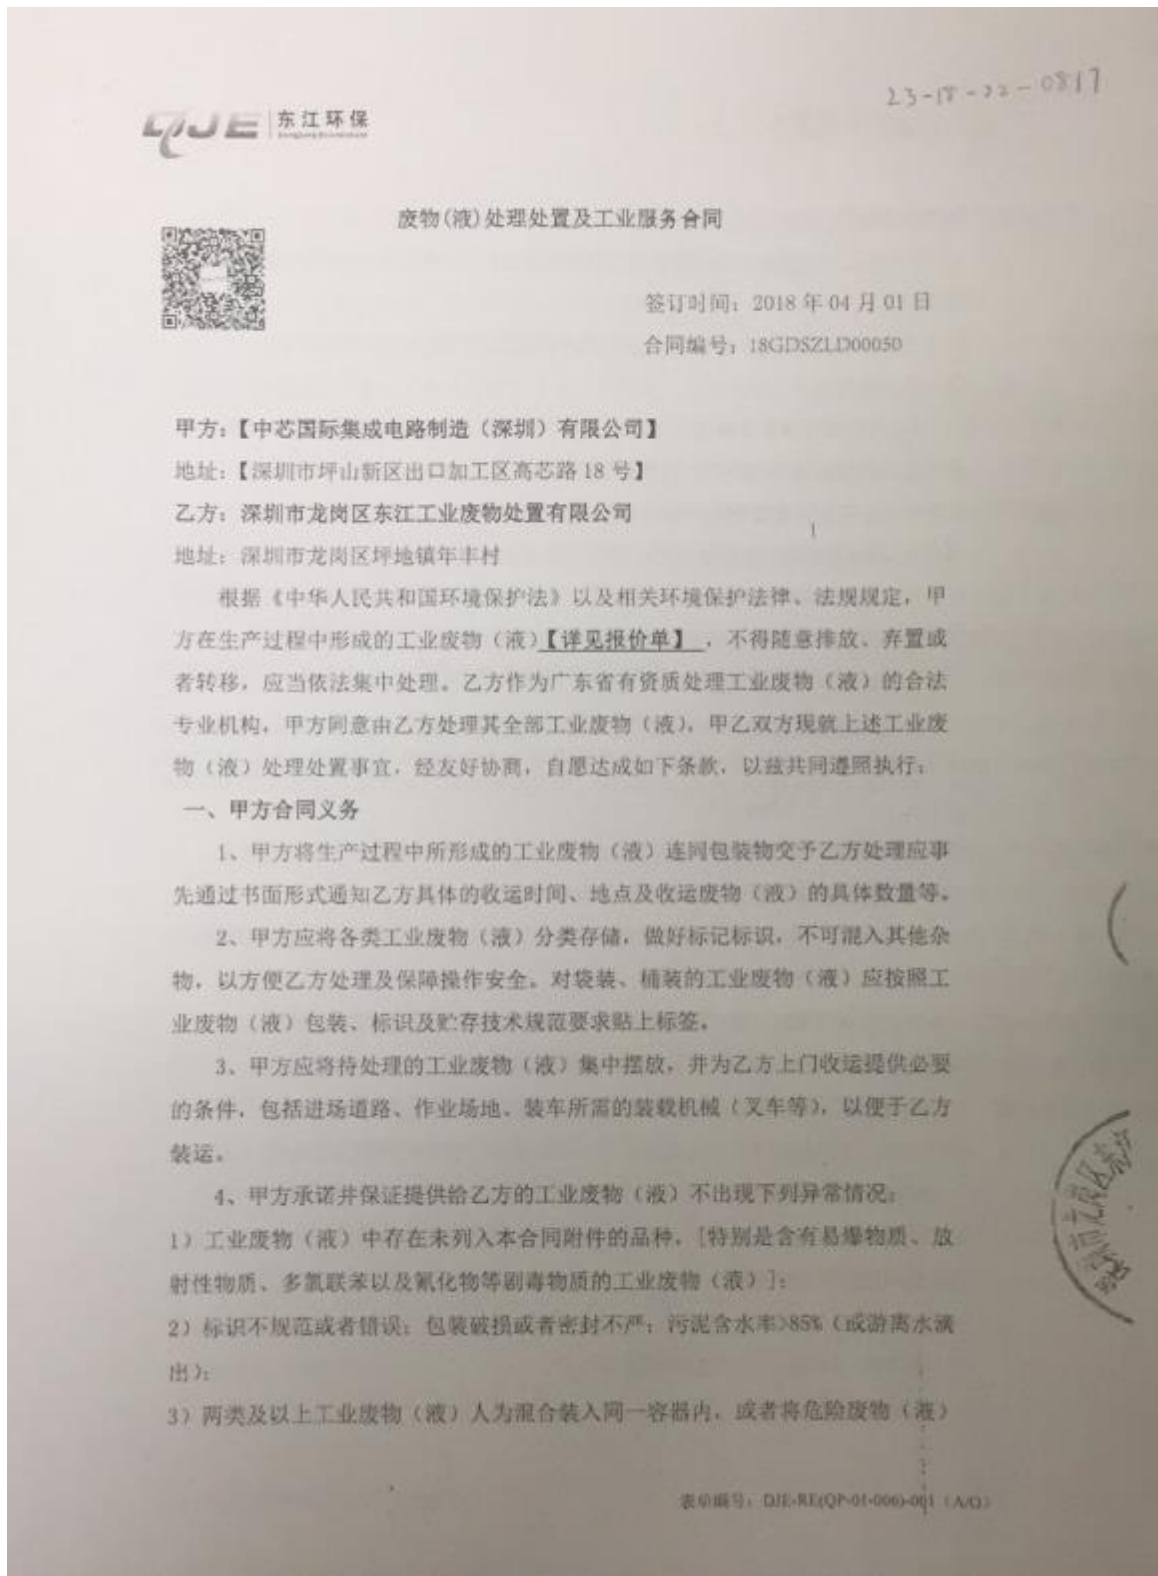 23-18-22-0817
DJE 东江环保
废物(液)处理处置及工业服务合同
签订时间：2018 年 04 月 01 日
合同编号：18GDSZLD00050
甲方：【中芯国际集成电路制造（深圳）有限公司】
地址：【深圳市坪山新区出口加工区高芯路 18 号】
乙方：深圳市龙岗区东江工业废物处置有限公司
地址：深圳市龙岗区坪地镇年丰村
根据《中华人民共和国环境保护法》以及相关环境保护法律、法规规定，甲
方在生产过程中形成的工业废物（液）【详见报价单】，不得随意排放、弃置或
者转移，应当依法集中处理。乙方作为广东省有资质处理工业废物（液）的合法
专业机构，甲方同意由乙方处理其全部工业废物（液），甲乙双方现就上述工业废
物（液）处理处置事宜，经友好协商，自愿达成如下条款，以兹共同遵照执行：
一、甲方合同义务
1、甲方将生产过程中所形成的工业废物（液）连同包装物交予乙方处理应事
先通过书面形式通知乙方具体的收运时间、地点及收运废物（液）的具体数量等。
2、甲方应将各类工业废物（液）分类存储，做好标记标识，不可混入其他杂
物，以方便乙方处理及保障操作安全。对袋装、桶装的工业废物（液）应按照工
业废物（液）包装、标识及贮存技术规范要求贴上标签。
3、甲方应将待处理的工业废物（液）集中摆放，并为乙方上门收运提供必要
的条件，包括进场道路、作业场地、装车所需的装载机械（叉车等），以便于乙方
装运。
4、甲方承诺并保证提供给乙方的工业废物（液）不出现下列异常情况：
1）工业废物（液）中存在未列入本合同附件的品种，[特别是含有易爆物质、放
射性物质、多氯联苯以及氰化物等剧毒物质的工业废物（液）]；
2）标识不规范或者错误；包装破损或者密封不严；污泥含水率>85%（或游离水滴
出）；
3）两类及以上工业废物（液）人为混合装入同一容器内，或者将危险废物（液）
深圳市龙岗区东
表单编号：DJE-RE(QP-01-006)-001（A/O）